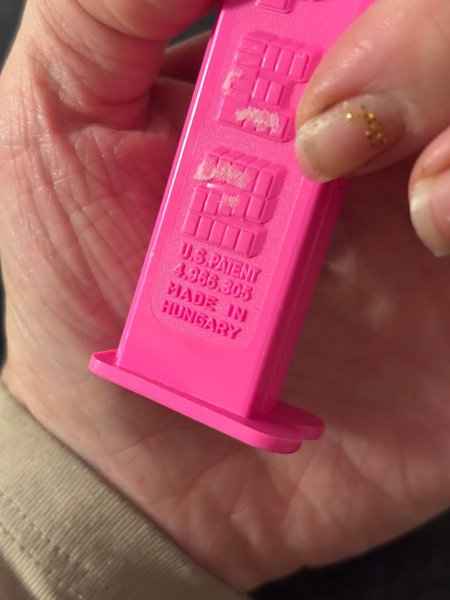 U.S.PATENT
4,966,305
MADE IN
HUNGARY